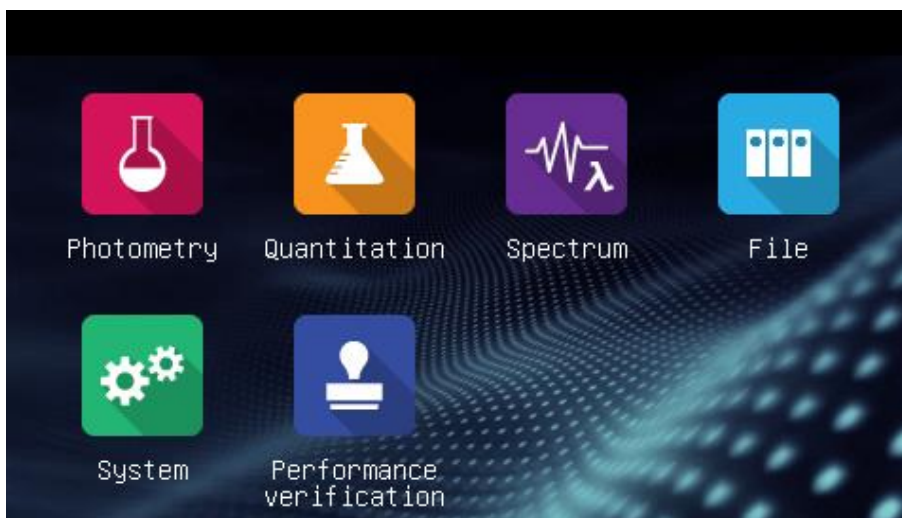 Photometry
Quantitation
Spectrum
File
System
Performance
verification